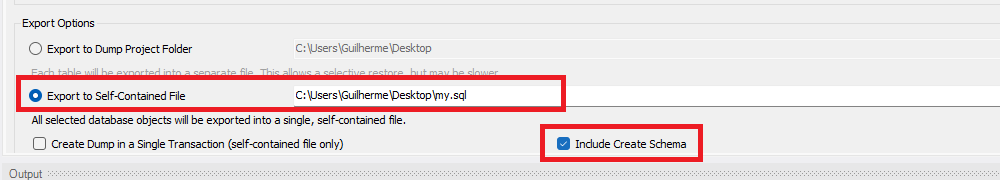 Export Options
Export to Dump Project Folder C:\Users\Guilherme\Desktop
Each table will be exported into a separate file. This allows a selective restore, but may be slower.
Export to Self-Contained File C:\Users\Guilherme\Desktop\my.sql
All selected database objects will be exported into a single, self-contained file.
Create Dump in a Single Transaction (self-contained file only) Include Create Schema
Output